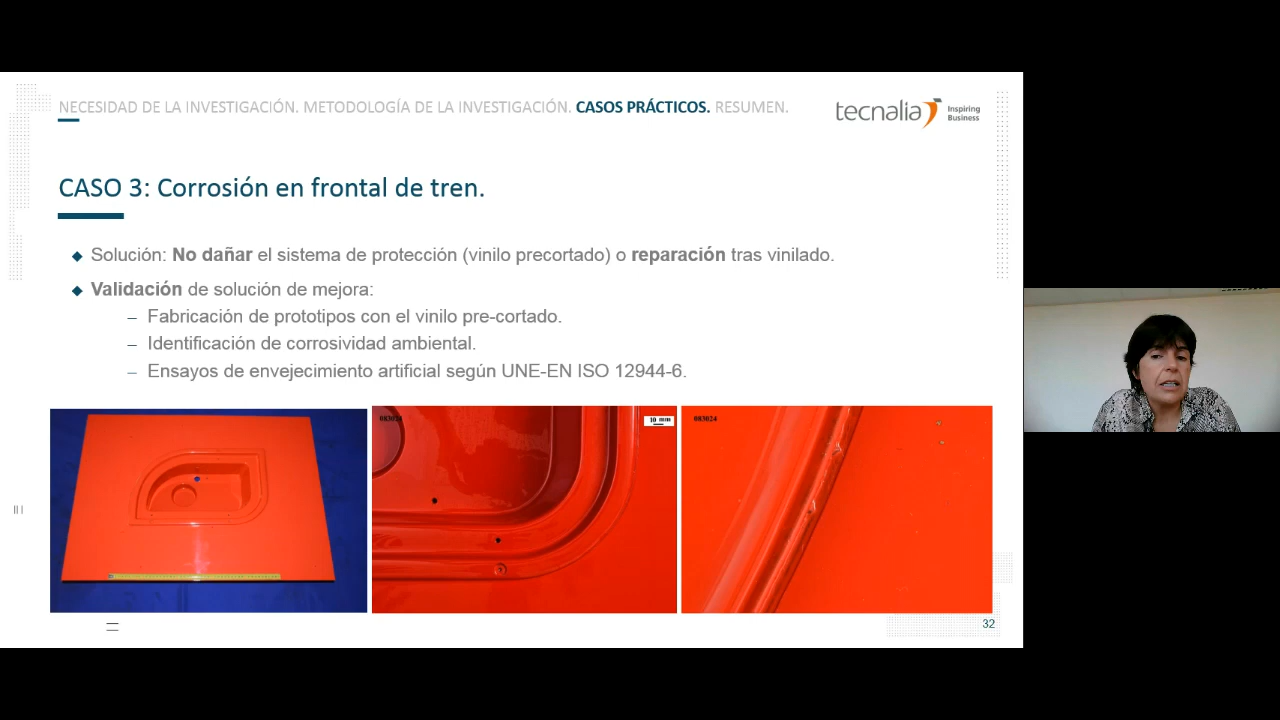 NECESIDAD DE LA INVESTIGACIÓN. METODOLOGÍA DE LA INVESTIGACIÓN. CASOS PRÁCTICOS. RESUMEN.
tecnalia Inspiring
Business
CASO 3: Corrosión en frontal de tren.
Solución: No dañar el sistema de protección (vinilo precortado) o reparación tras vinilado.
Validación de solución de mejora:
– Fabricación de prototipos con el vinilo pre-cortado.
– Identificación de corrosividad ambiental.
– Ensayos de envejecimiento artificial según UNE-EN ISO 12944-6.
083024
10 mm
083024
32